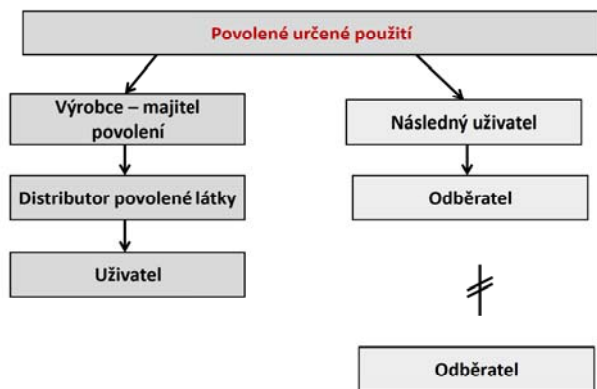 Povolené určené použití
Výrobce – majitel
povolení
Distributor povolené látky
Uživatel
Následný uživatel
Odběratel
Odběratel